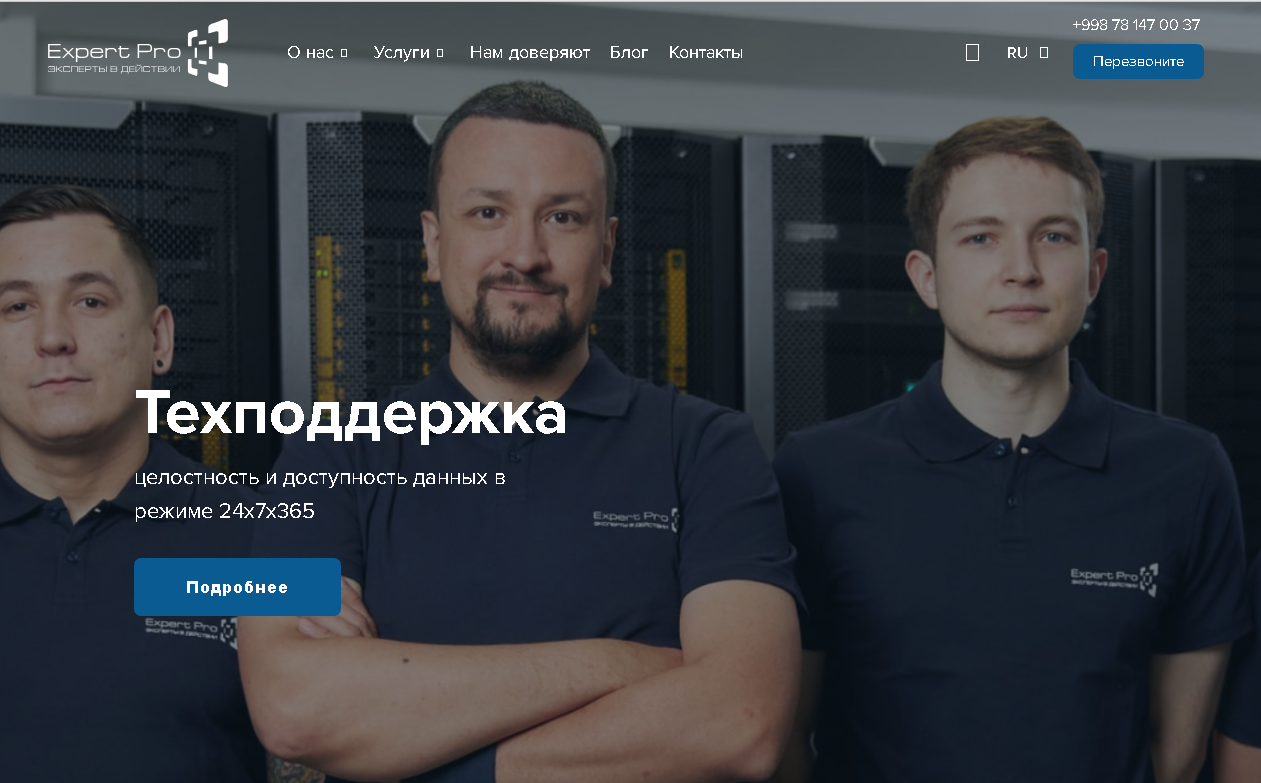 +998 78 147 00 37
Expert Pro
ЭКСПЕРТЫ В ДЕЙСТВИИ
О нас
Услуги
Нам доверяют
Блог
Контакты
RU
Перезвоните
Техподдержка
целостность и доступность данных в
режиме 24x7x365
Подробнее
Expert Pro
ЭКСПЕРТЫ В ДЕЙСТВИИ
Expert Pro
ЭКСПЕРТЫ В ДЕЙСТВИИ
Expert Pro
ЭКСПЕРТЫ В ДЕЙСТВИИ